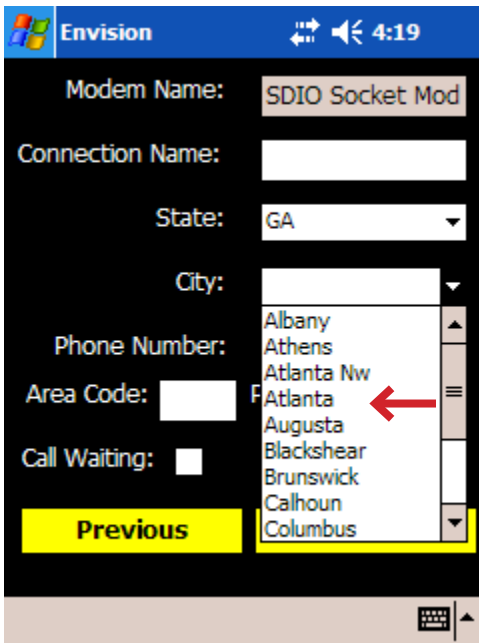 Envision 4:19
Modem Name: SDIO Socket Mod
Connection Name:
State: GA
City:
Albany
Athens
Atlanta Nw
Phone Number:
Area Code: Atlanta
Augusta
Call Waiting: Blackshear
Brunswick
Calhoun
Previous Columbus